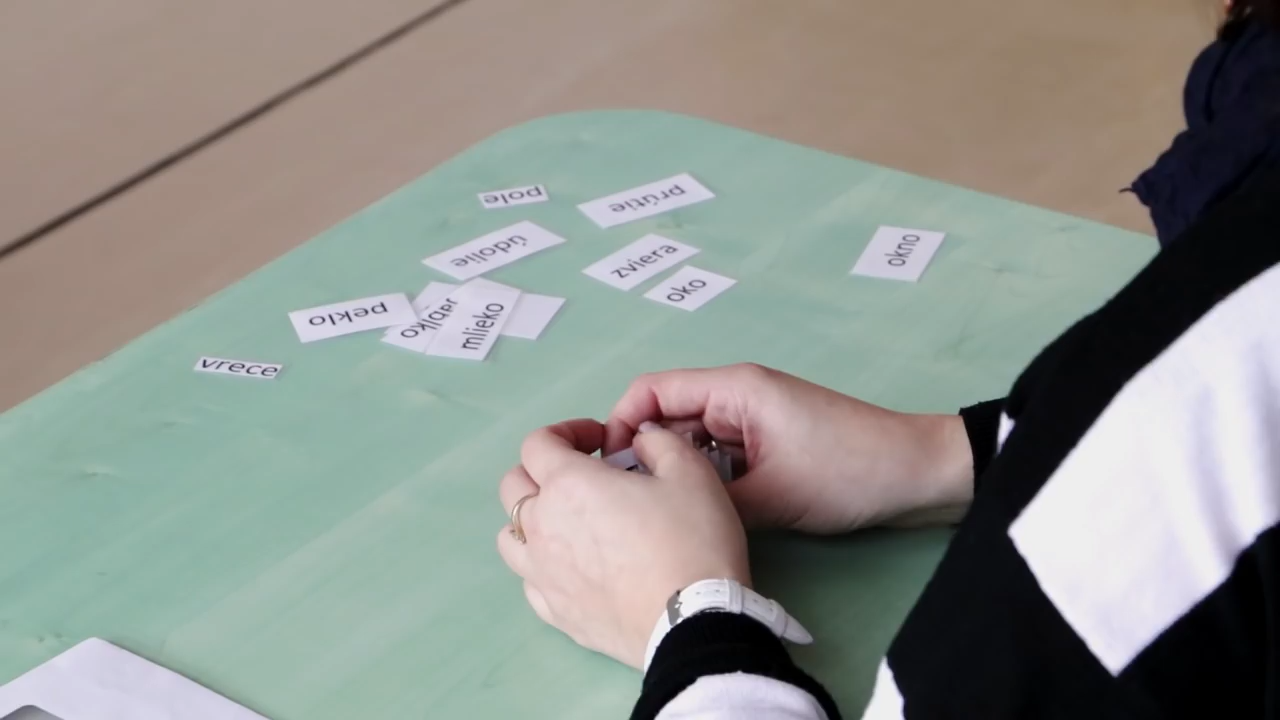 pole
prútie
údolie
zviera
okno
oko
peklo
mlieko
vrece